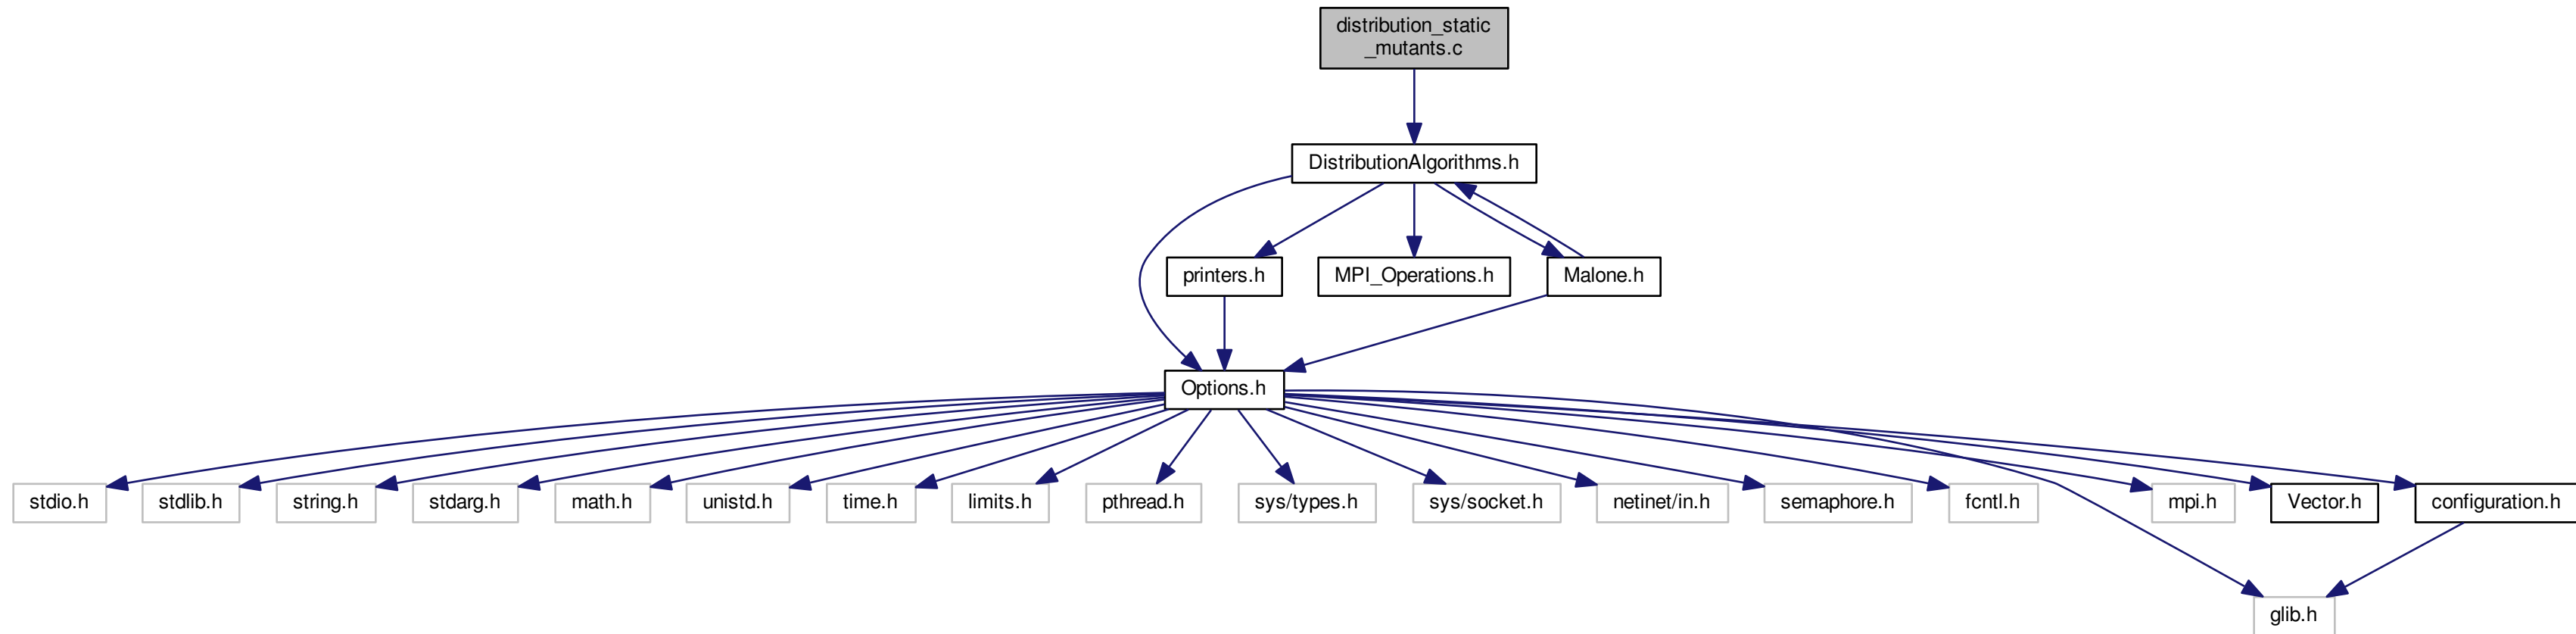 distribution_static
_mutants.c
DistributionAlgorithms.h
printers.h
MPI_Operations.h
Malone.h
Options.h
stdio.h
stdlib.h
string.h
stdarg.h
math.h
unistd.h
time.h
limits.h
pthread.h
sys/types.h
sys/socket.h
netinet/in.h
semaphore.h
fcntl.h
mpi.h
Vector.h
configuration.h
glib.h